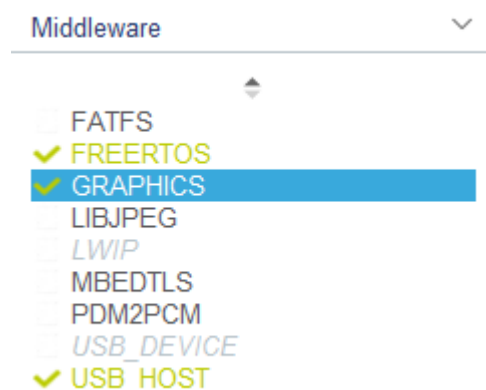 Middleware
FATFS
FREERTOS
GRAPHICS
LIBJPEG
LWIP
MBEDTLS
PDM2PCM
USB_DEVICE
USB_HOST